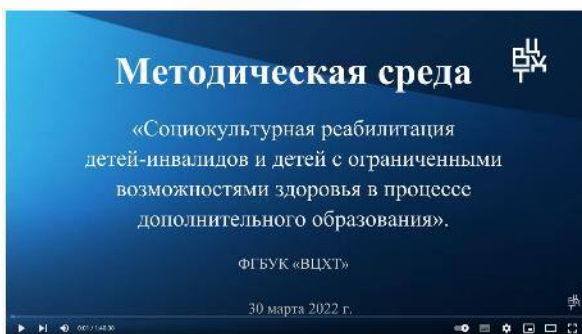 Методическая среда
«Социокультурная реабилитация
детей-инвалидов и детей с ограниченными
возможностями здоровья в процессе
дополнительного образования».
ФГБУК «ВЦХТ»
30 марта 2022 г.